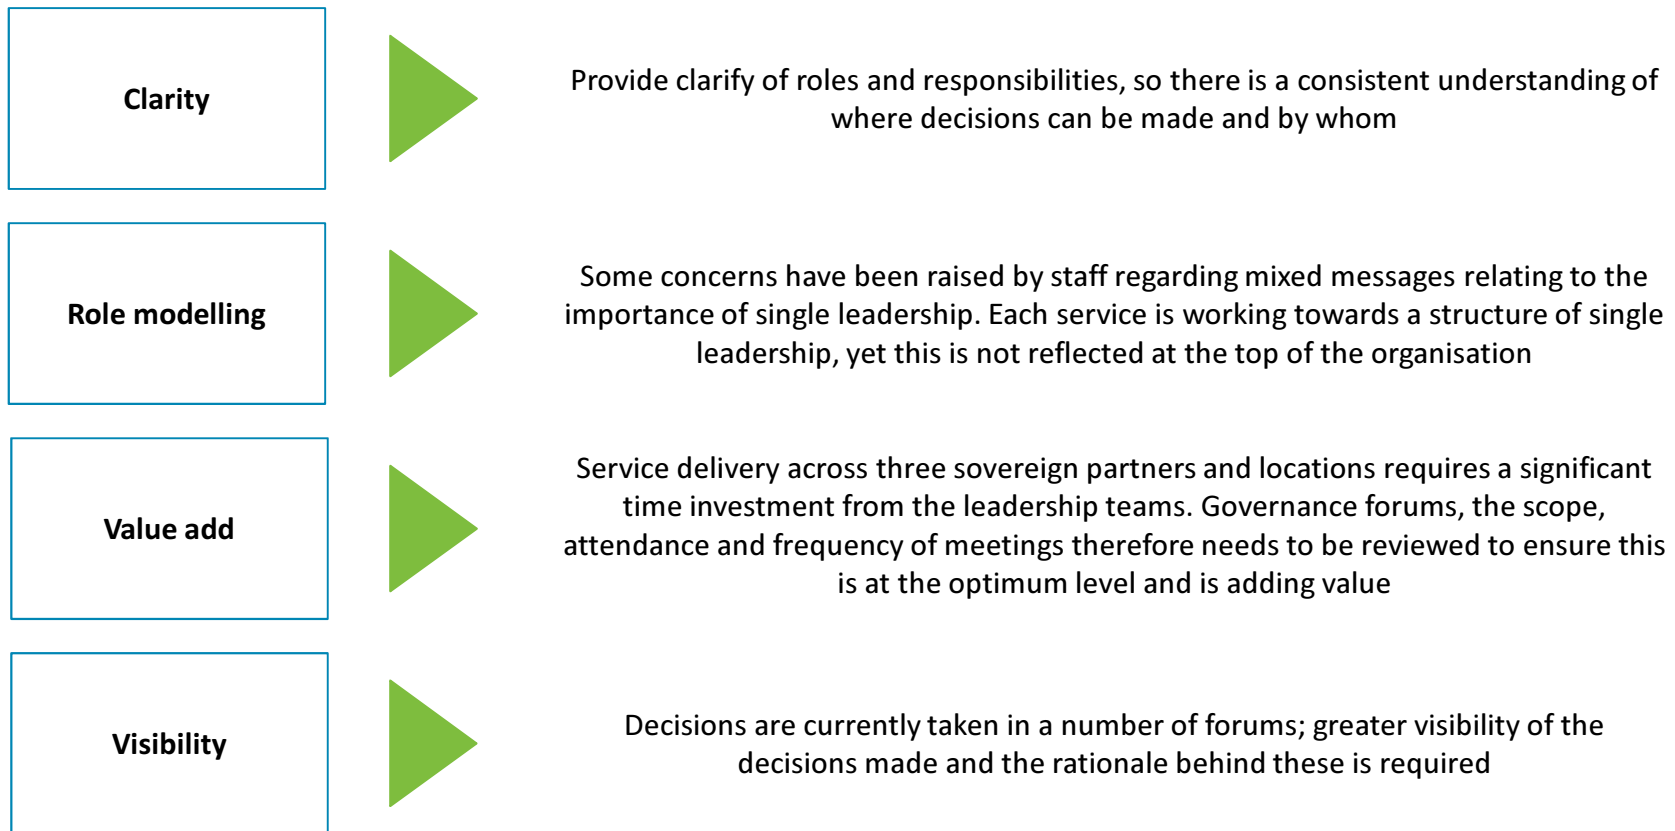 Clarity
Provide clarify of roles and responsibilities, so there is a consistent understanding of
where decisions can be made and by whom
Role modelling
Some concerns have been raised by staff regarding mixed messages relating to the
importance of single leadership. Each service is working towards a structure of single
leadership, yet this is not reflected at the top of the organisation
Value add
Service delivery across three sovereign partners and locations requires a significant
time investment from the leadership teams. Governance forums, the scope,
attendance and frequency of meetings therefore needs to be reviewed to ensure this
is at the optimum level and is adding value
Visibility
Decisions are currently taken in a number of forums; greater visibility of the
decisions made and the rationale behind these is required